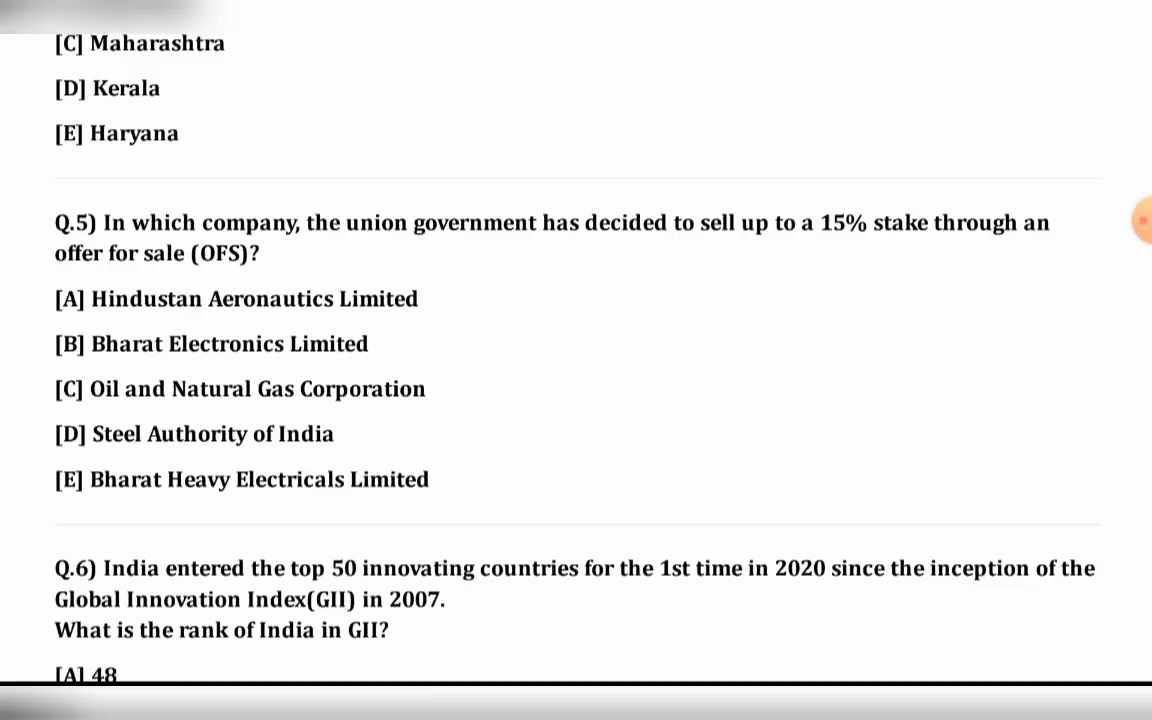 [C] Maharashtra
[D] Kerala
[E] Haryana
Q.5) In which company, the union government has decided to sell up to a 15% stake through an
offer for sale (OFS)?
[A] Hindustan Aeronautics Limited
[B] Bharat Electronics Limited
[C] Oil and Natural Gas Corporation
[D] Steel Authority of India
[E] Bharat Heavy Electricals Limited
Q.6) India entered the top 50 innovating countries for the 1st time in 2020 since the inception of the
Global Innovation Index(GII) in 2007.
What is the rank of India in GII?
[A] 48